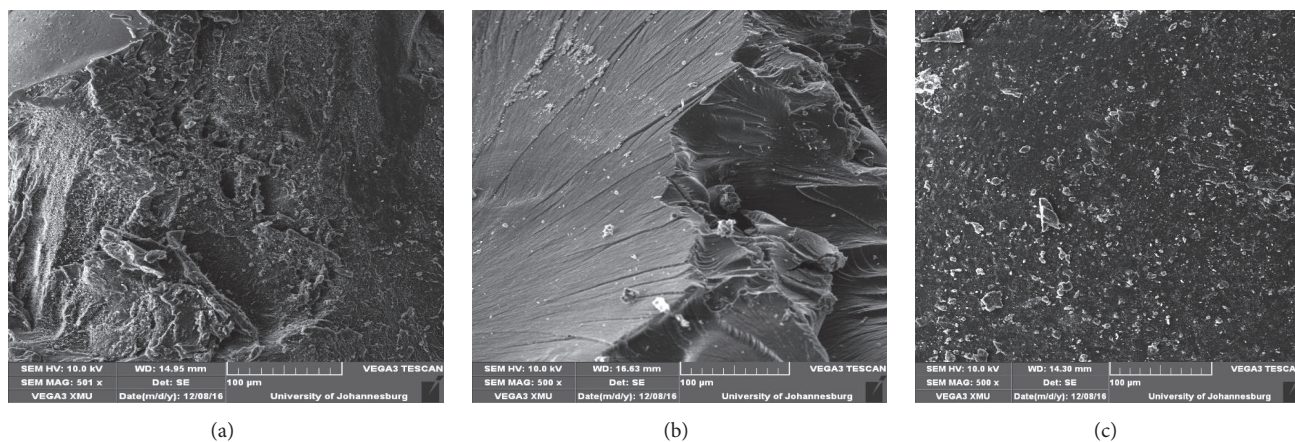 SEM HV: 10.0 kV WD: 14.95 mm VEGA3 TESCAN
SEM MAG: 501 x Det: SE 100 µm
VEGA3 XMU Date(m/d/y): 12/08/16 University of Johannesburg
(a)
SEM HV: 10.0 kV WD: 16.63 mm VEGA3 TESCAN
SEM MAG: 500 x Det: SE 100 µm
VEGA3 XMU Date(m/d/y): 12/08/16 University of Johannesburg
(b)
SEM HV: 10.0 kV WD: 14.30 mm VEGA3 TESC
SEM MAG: 500 x Det: SE 100 µm
VEGA3 XMU Date(m/d/y): 12/08/16 University of Johannesburg
(c)